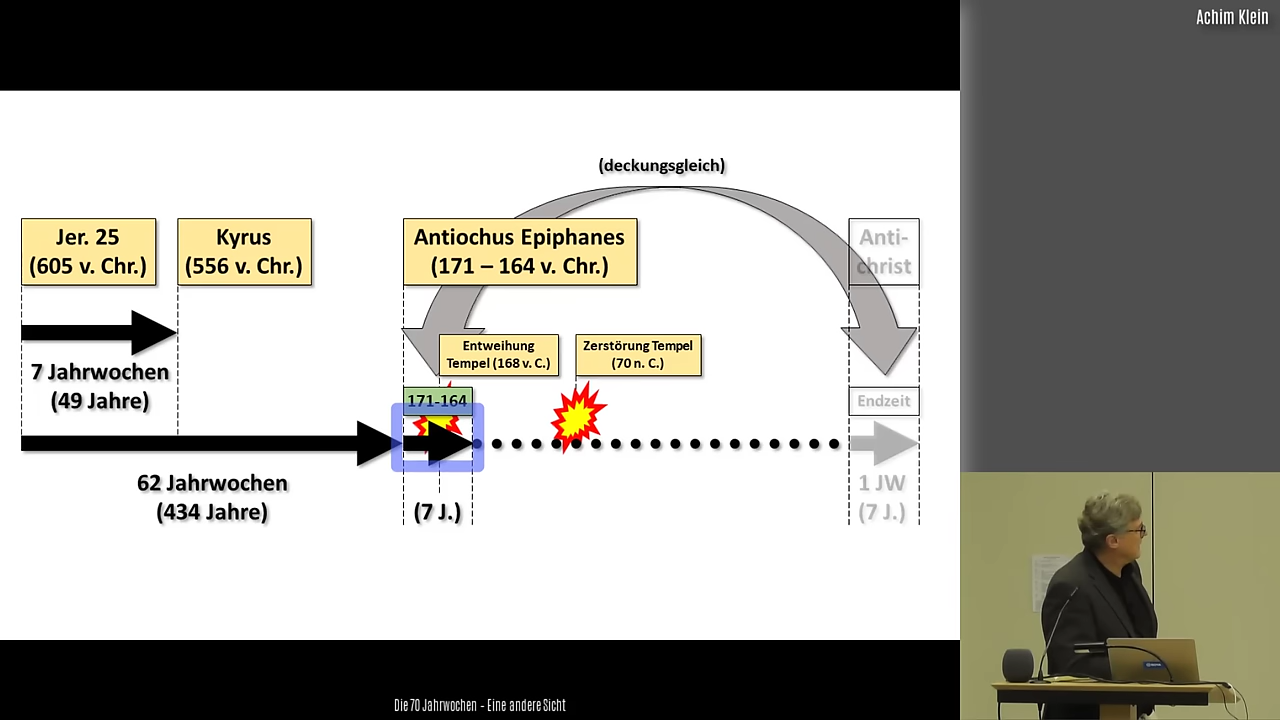 Achim Klein
(deckungsgleich)
Jer. 25
(605 v. Chr.)
Kyrus
(556 v. Chr.)
Antiochus Epiphanes
(171 – 164 v. Chr.)
Anti-
christ
Entweihung
Tempel (168 v. C.)
Zerstörung Tempel
(70 n. C.)
7 Jahrwochen
(49 Jahre)
171-164
Endzeit
62 Jahrwochen
(434 Jahre)
(7 J.)
1 JW
(7 J.)
Die 70 Jahrwochen – Eine andere Sicht